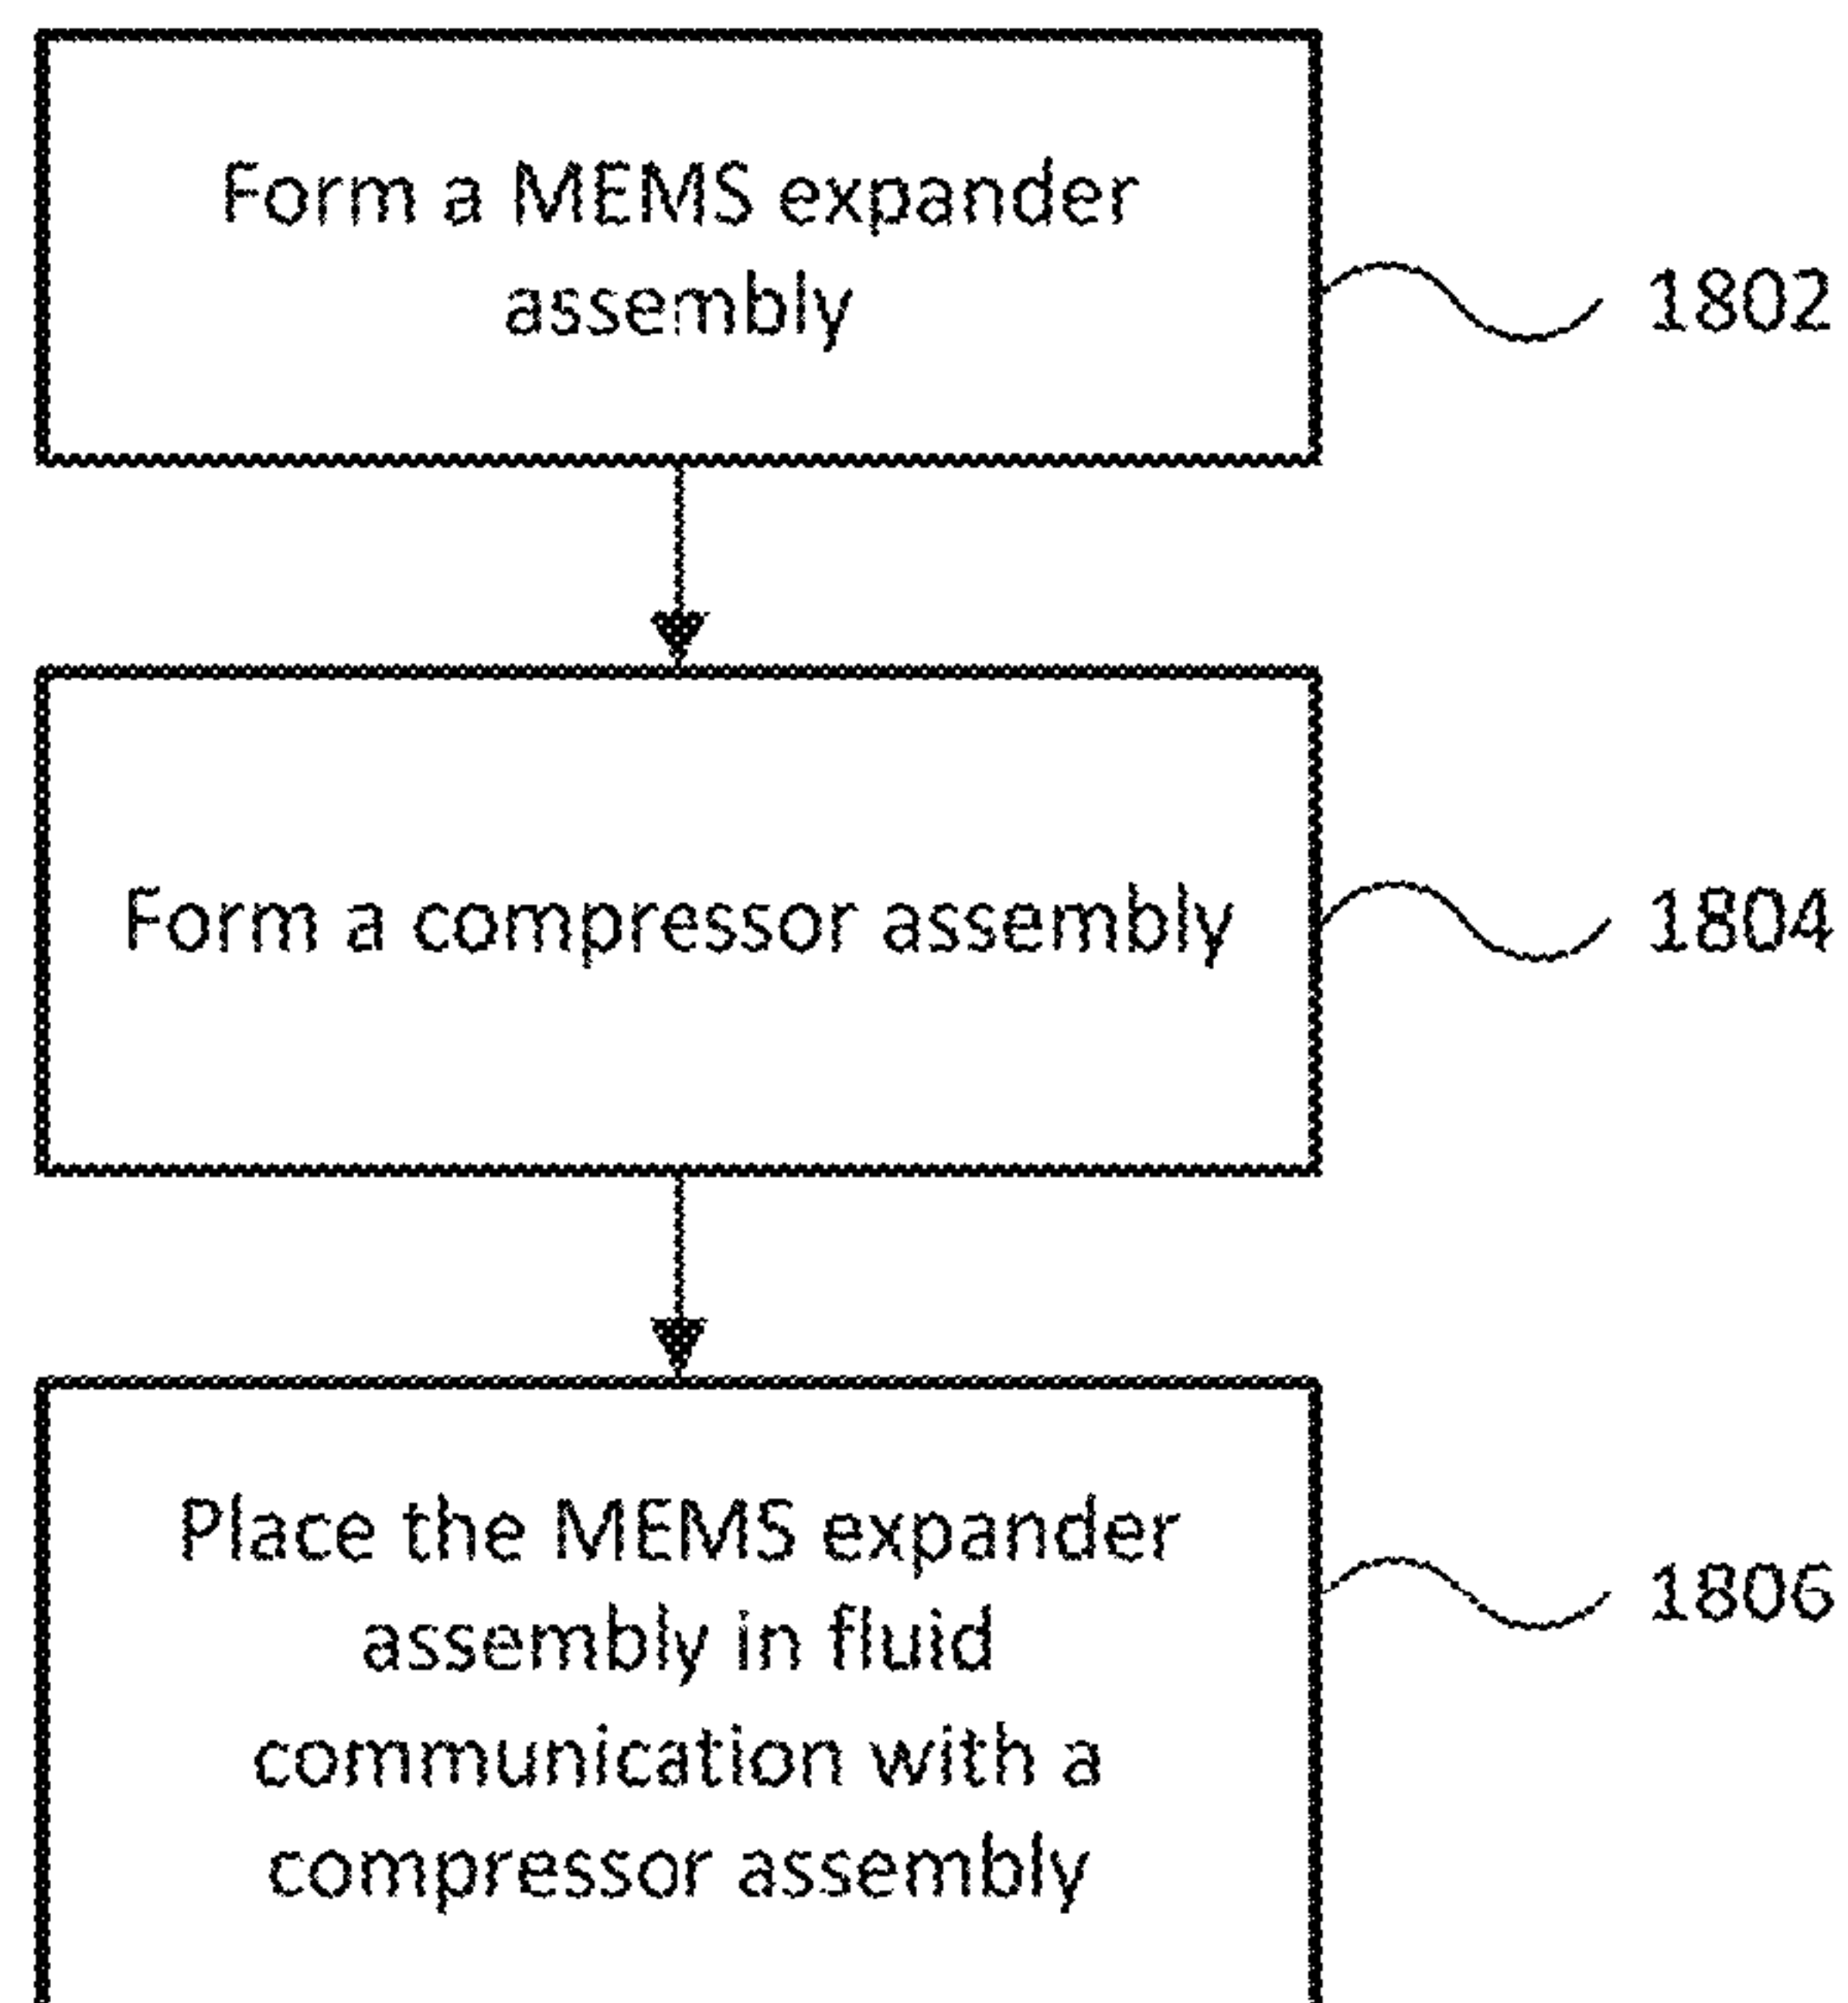 Form a MEMS expander
assembly
1802
Form a compressor assembly
1804
Place the MEMS expander
assembly in fluid
communication with a
compressor assembly
1806